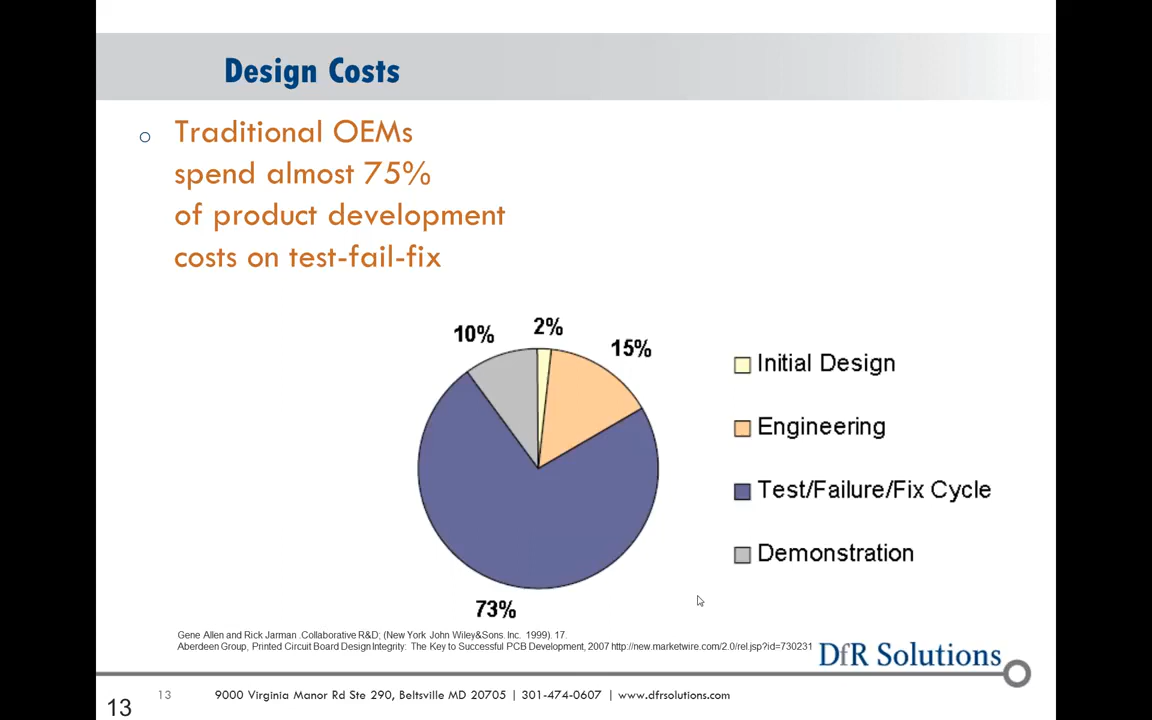 Design Costs
o Traditional OEMs
spend almost 75%
of product development
costs on test-fail-fix
10%
2%
15%
73%
Initial Design
Engineering
Test/Failure/Fix Cycle
Demonstration
Gene Allen and Rick Jarman .Collaborative R&D; (New York John Wiley&Sons. Inc. 1999). 17.
Aberdeen Group, Printed Circuit Board Design Integrity: The Key to Successful PCB Development, 2007 http://new.marketwire.com/2.0/rel.jsp?id=730231
DfR Solutions
13
13
9000 Virginia Manor Rd Ste 290, Beltsville MD 20705 | 301-474-0607 | www.dfrsolutions.com